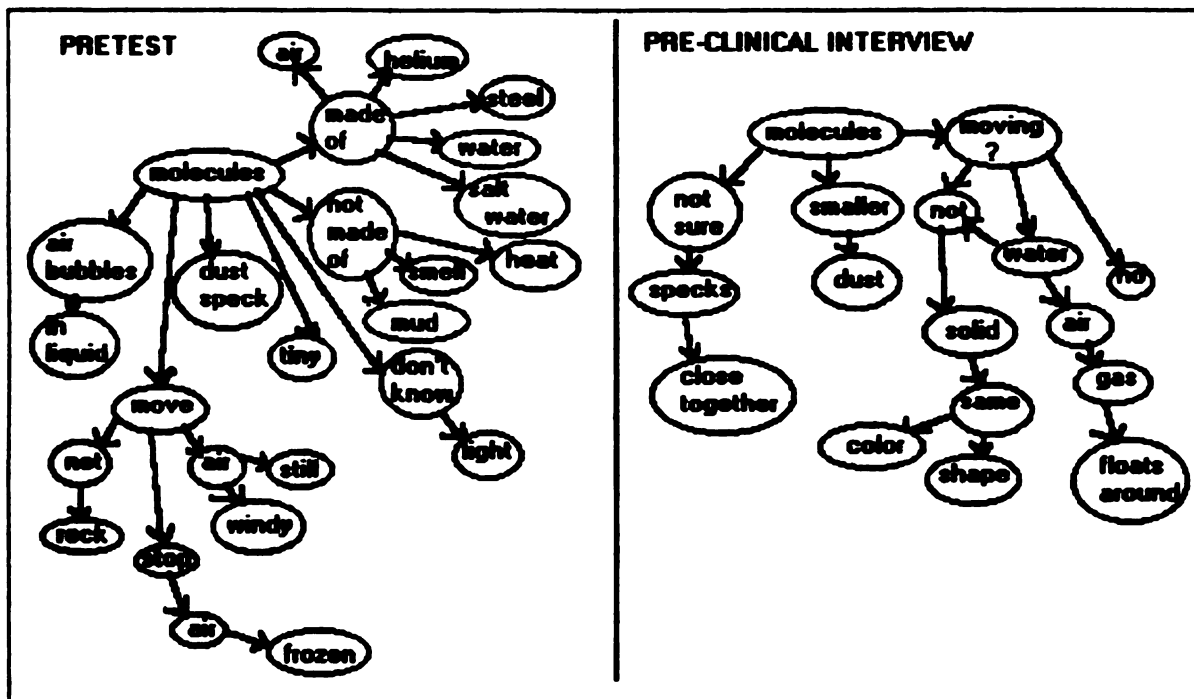 PRETEST
air
helium
made
of
steel
water
salt
water
molecules
not
made
of
smell
heat
mud
air
bubbles
in
liquid
dust
speck
tiny
don't
know
light
move
not
rock
air
still
windy
stop
air
frozen
PRE-CLINICAL INTERVIEW
molecules
moving
?
not
sure
specks
close
together
smaller
dust
not
water
no
solid
air
same
gas
color
shape
floats
around